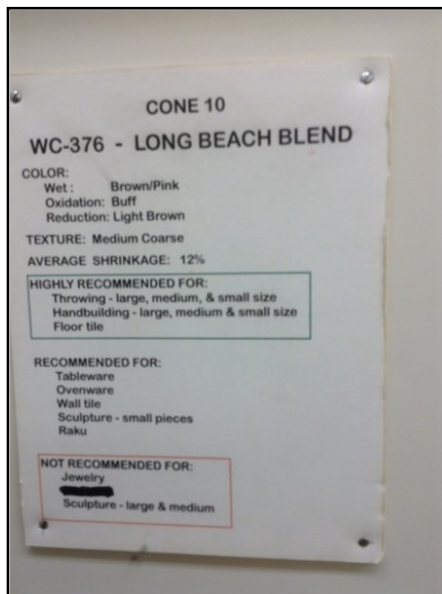 CONE 10
WC-376 - LONG BEACH BLEND
COLOR:
Wet : Brown/Pink
Oxidation: Buff
Reduction: Light Brown
TEXTURE: Medium Coarse
AVERAGE SHRINKAGE: 12%
HIGHLY RECOMMENDED FOR:
Throwing - large, medium, & small size
Handbuilding - large, medium & small size
Floor tile
RECOMMENDED FOR:
Tableware
Ovenware
Wall tile
Sculpture - small pieces
Raku
NOT RECOMMENDED FOR:
Jewelry
Sculpture - large & medium